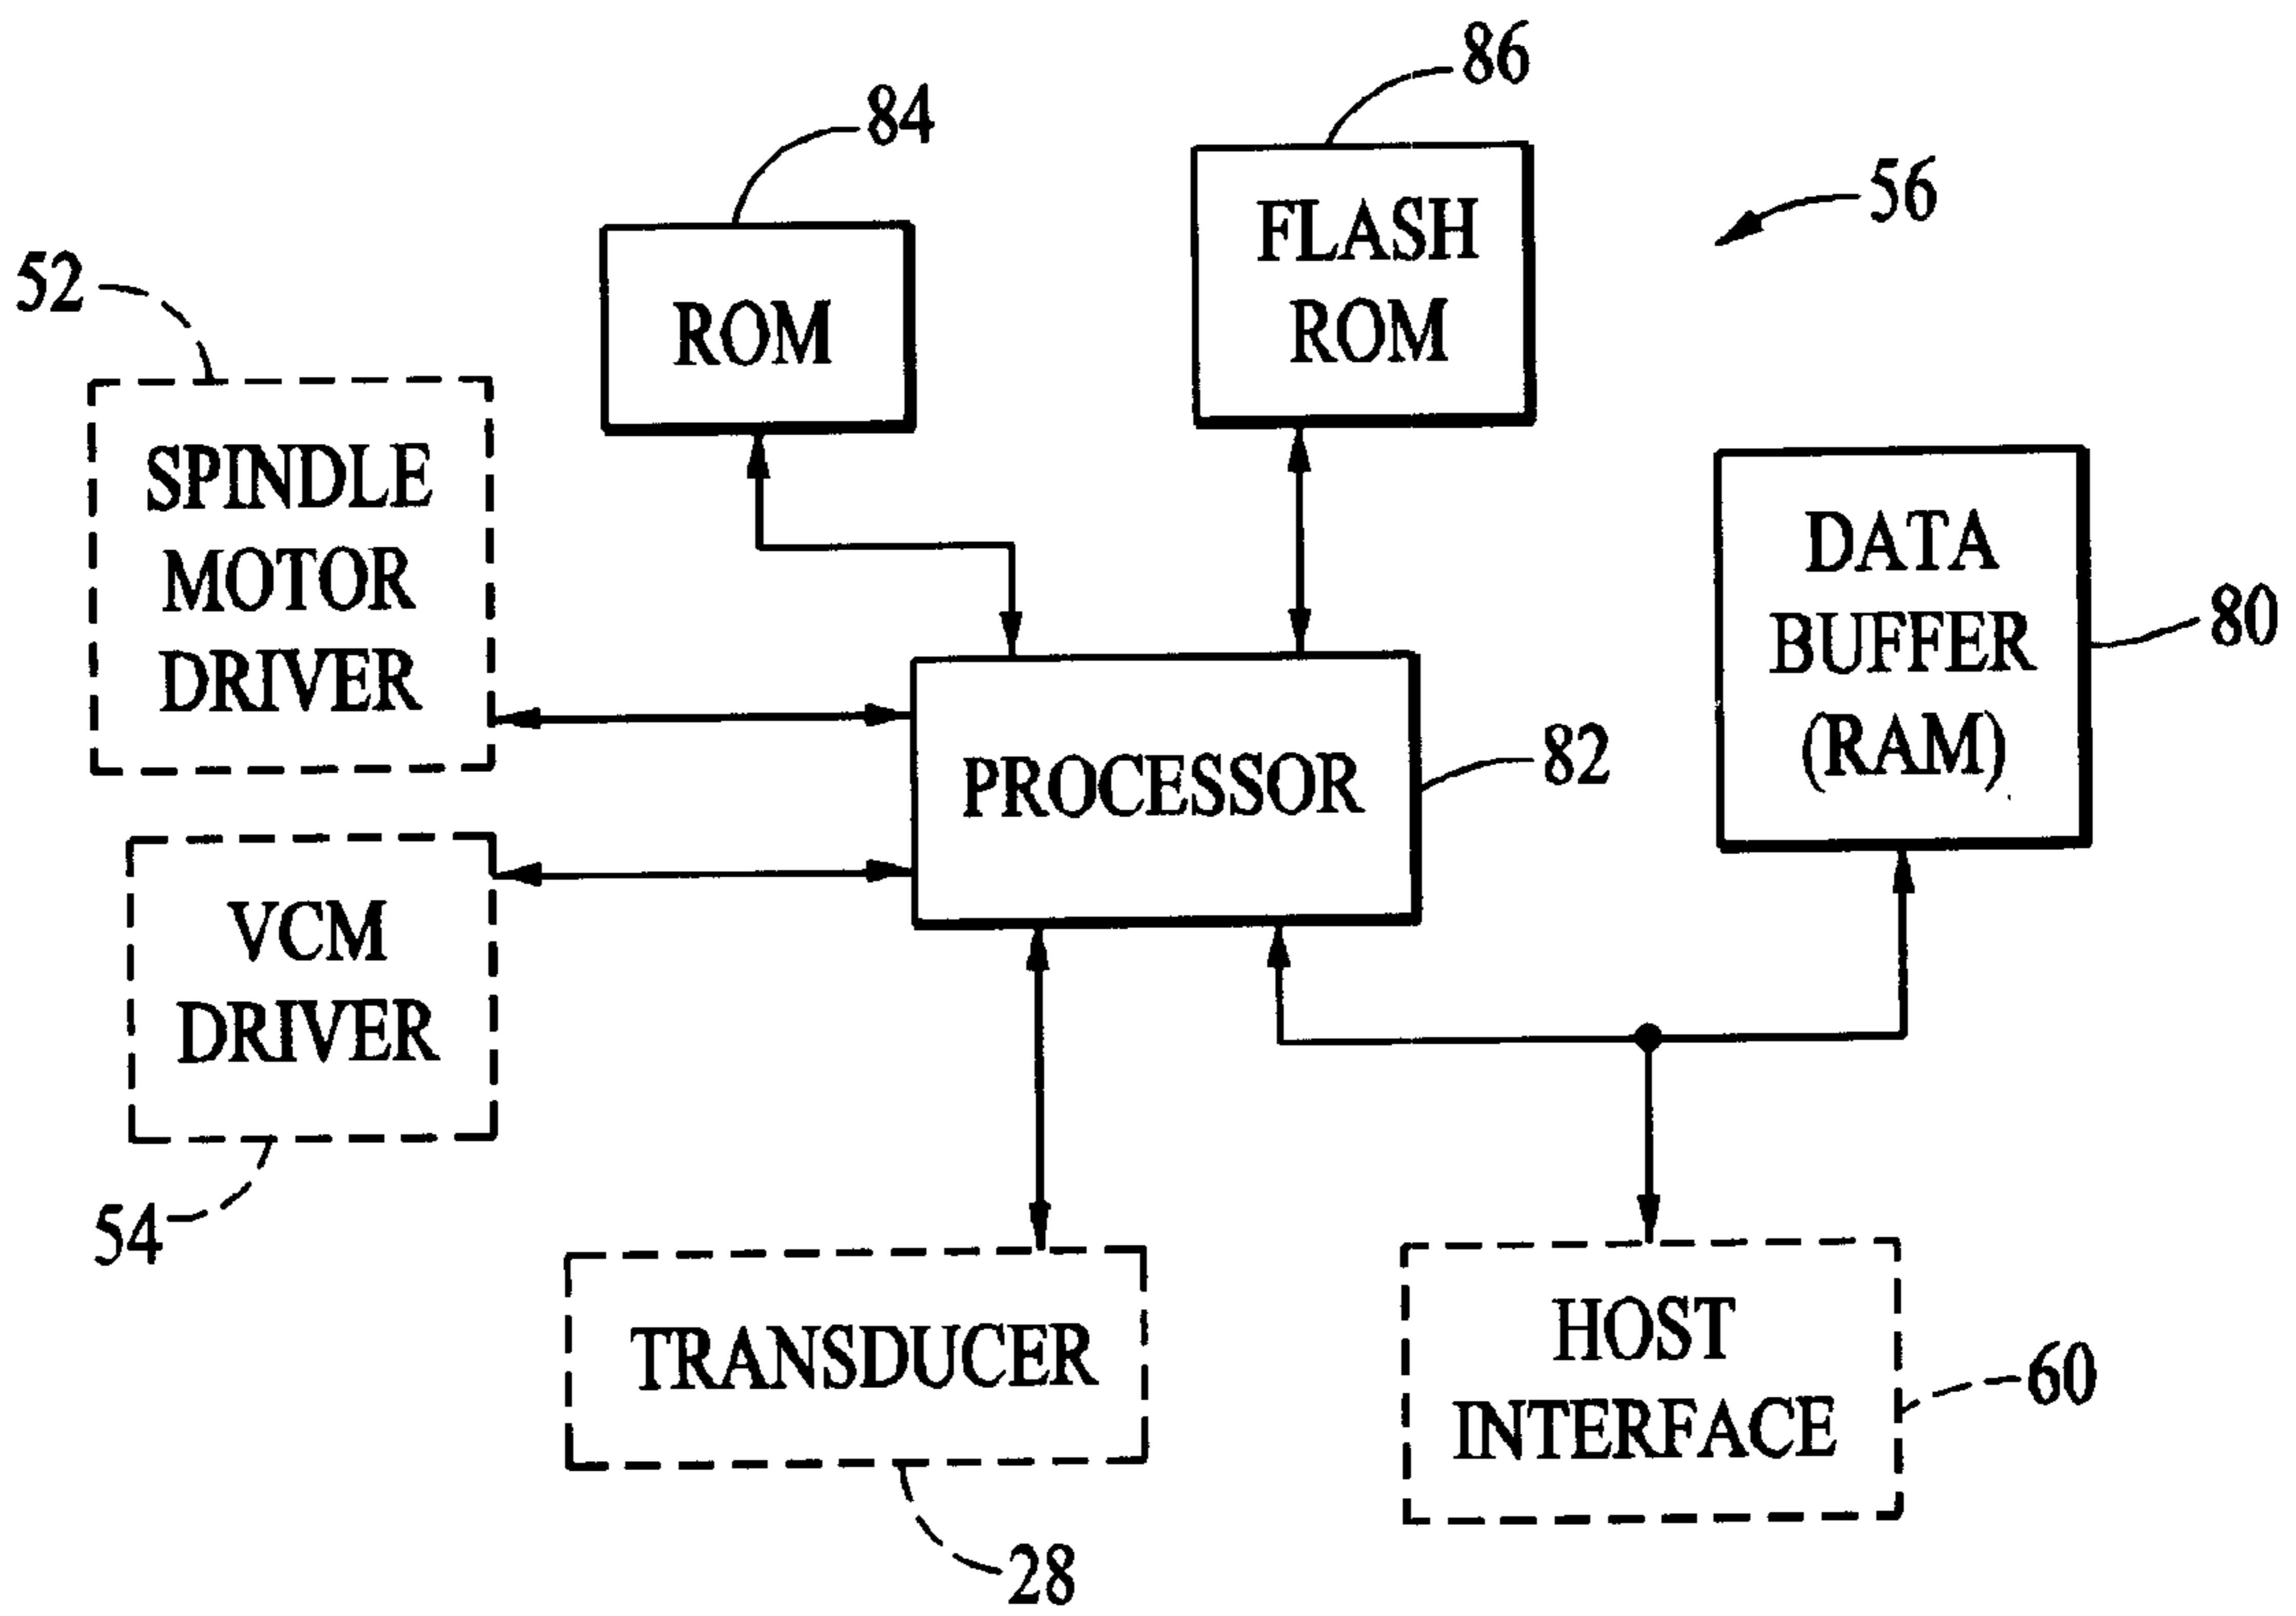 86
84
56
FLASH
ROM
ROM
52
SPINDLE
MOTOR
DRIVER
DATA
BUFFER
(RAM)
80
PROCESSOR
82
VCM
DRIVER
54
TRANSDUCER
28
HOST
INTERFACE
60